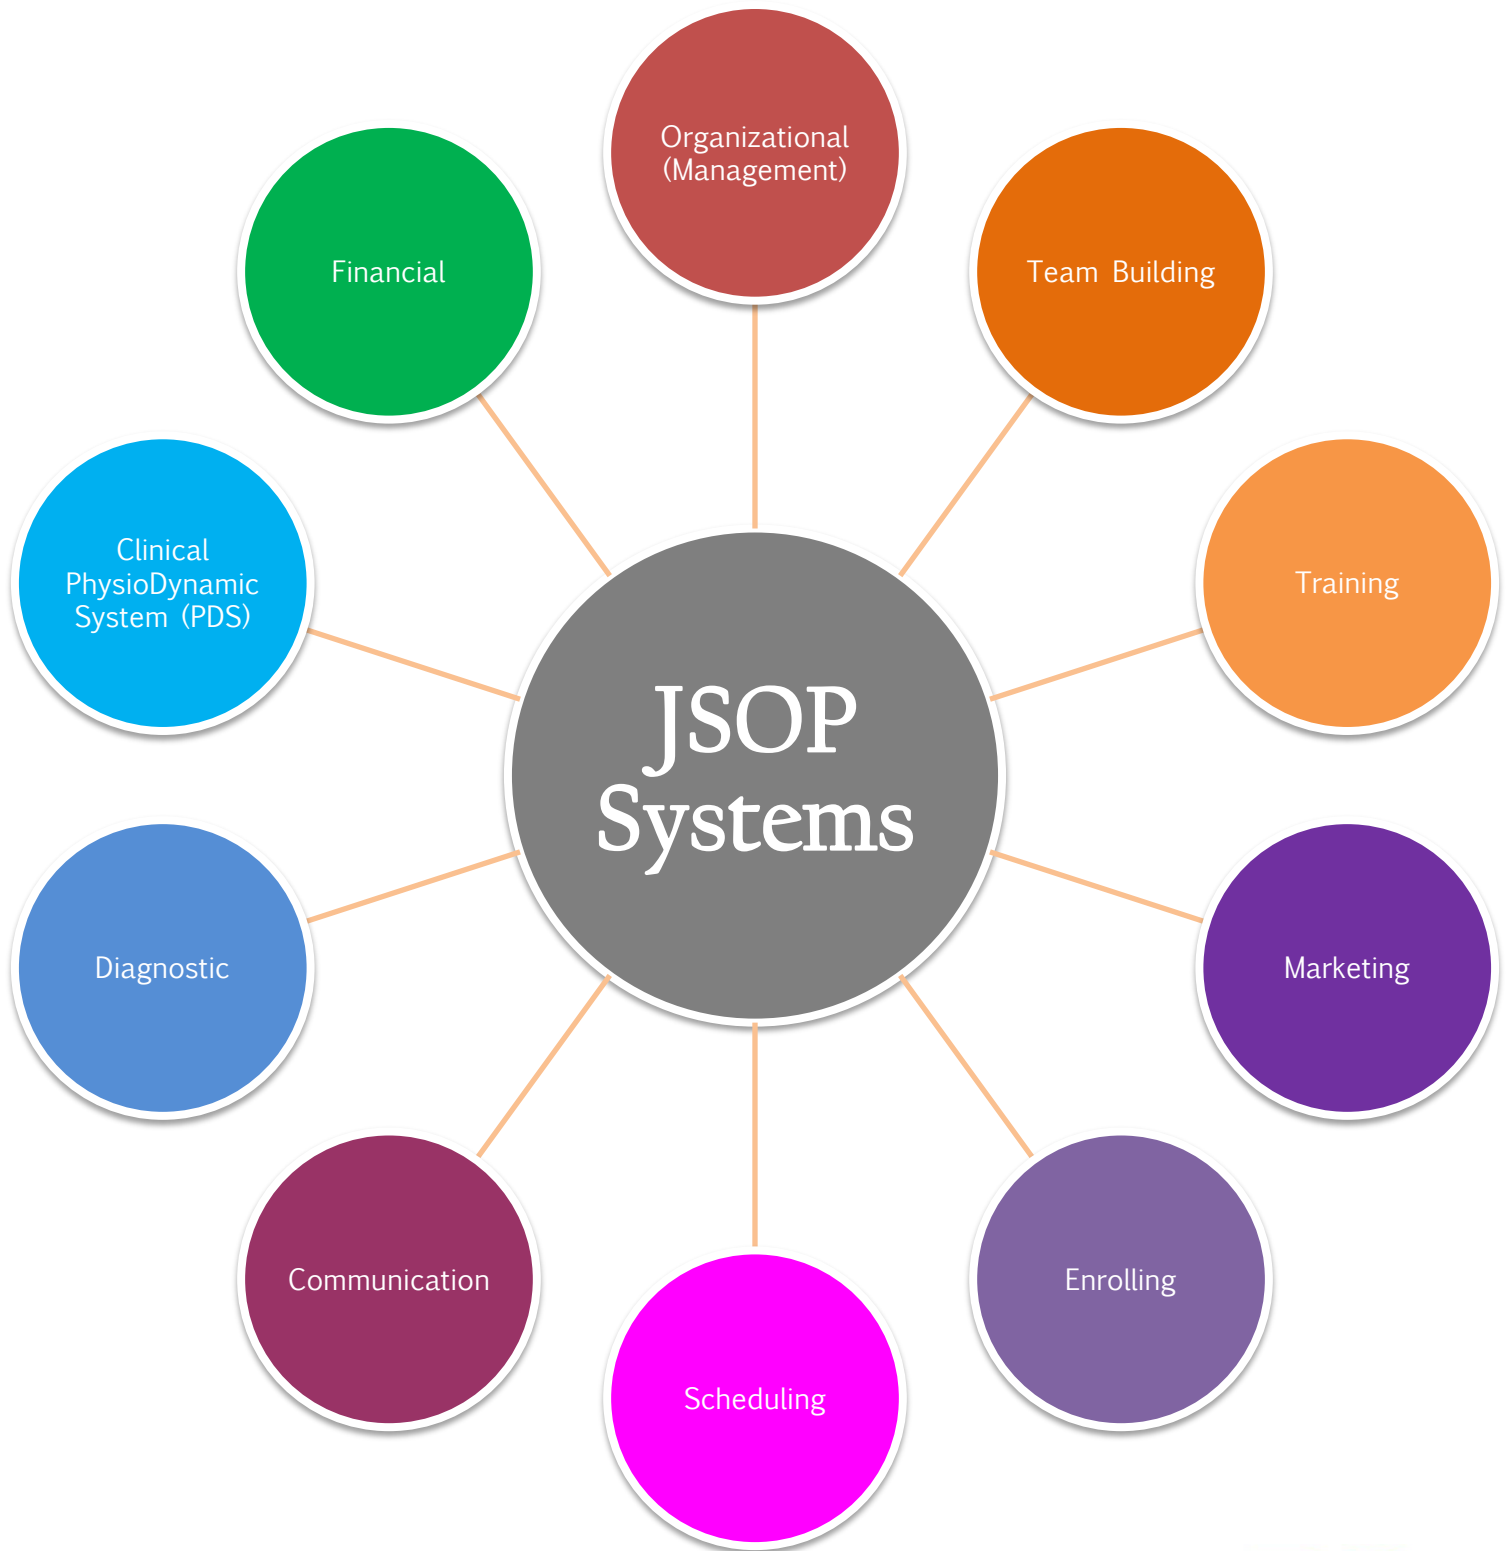 Organizational
(Management)
Team Building
Training
Marketing
Enrolling
Scheduling
Communication
Diagnostic
Clinical
PhysioDynamic
System (PDS)
Financial
JSOP
Systems